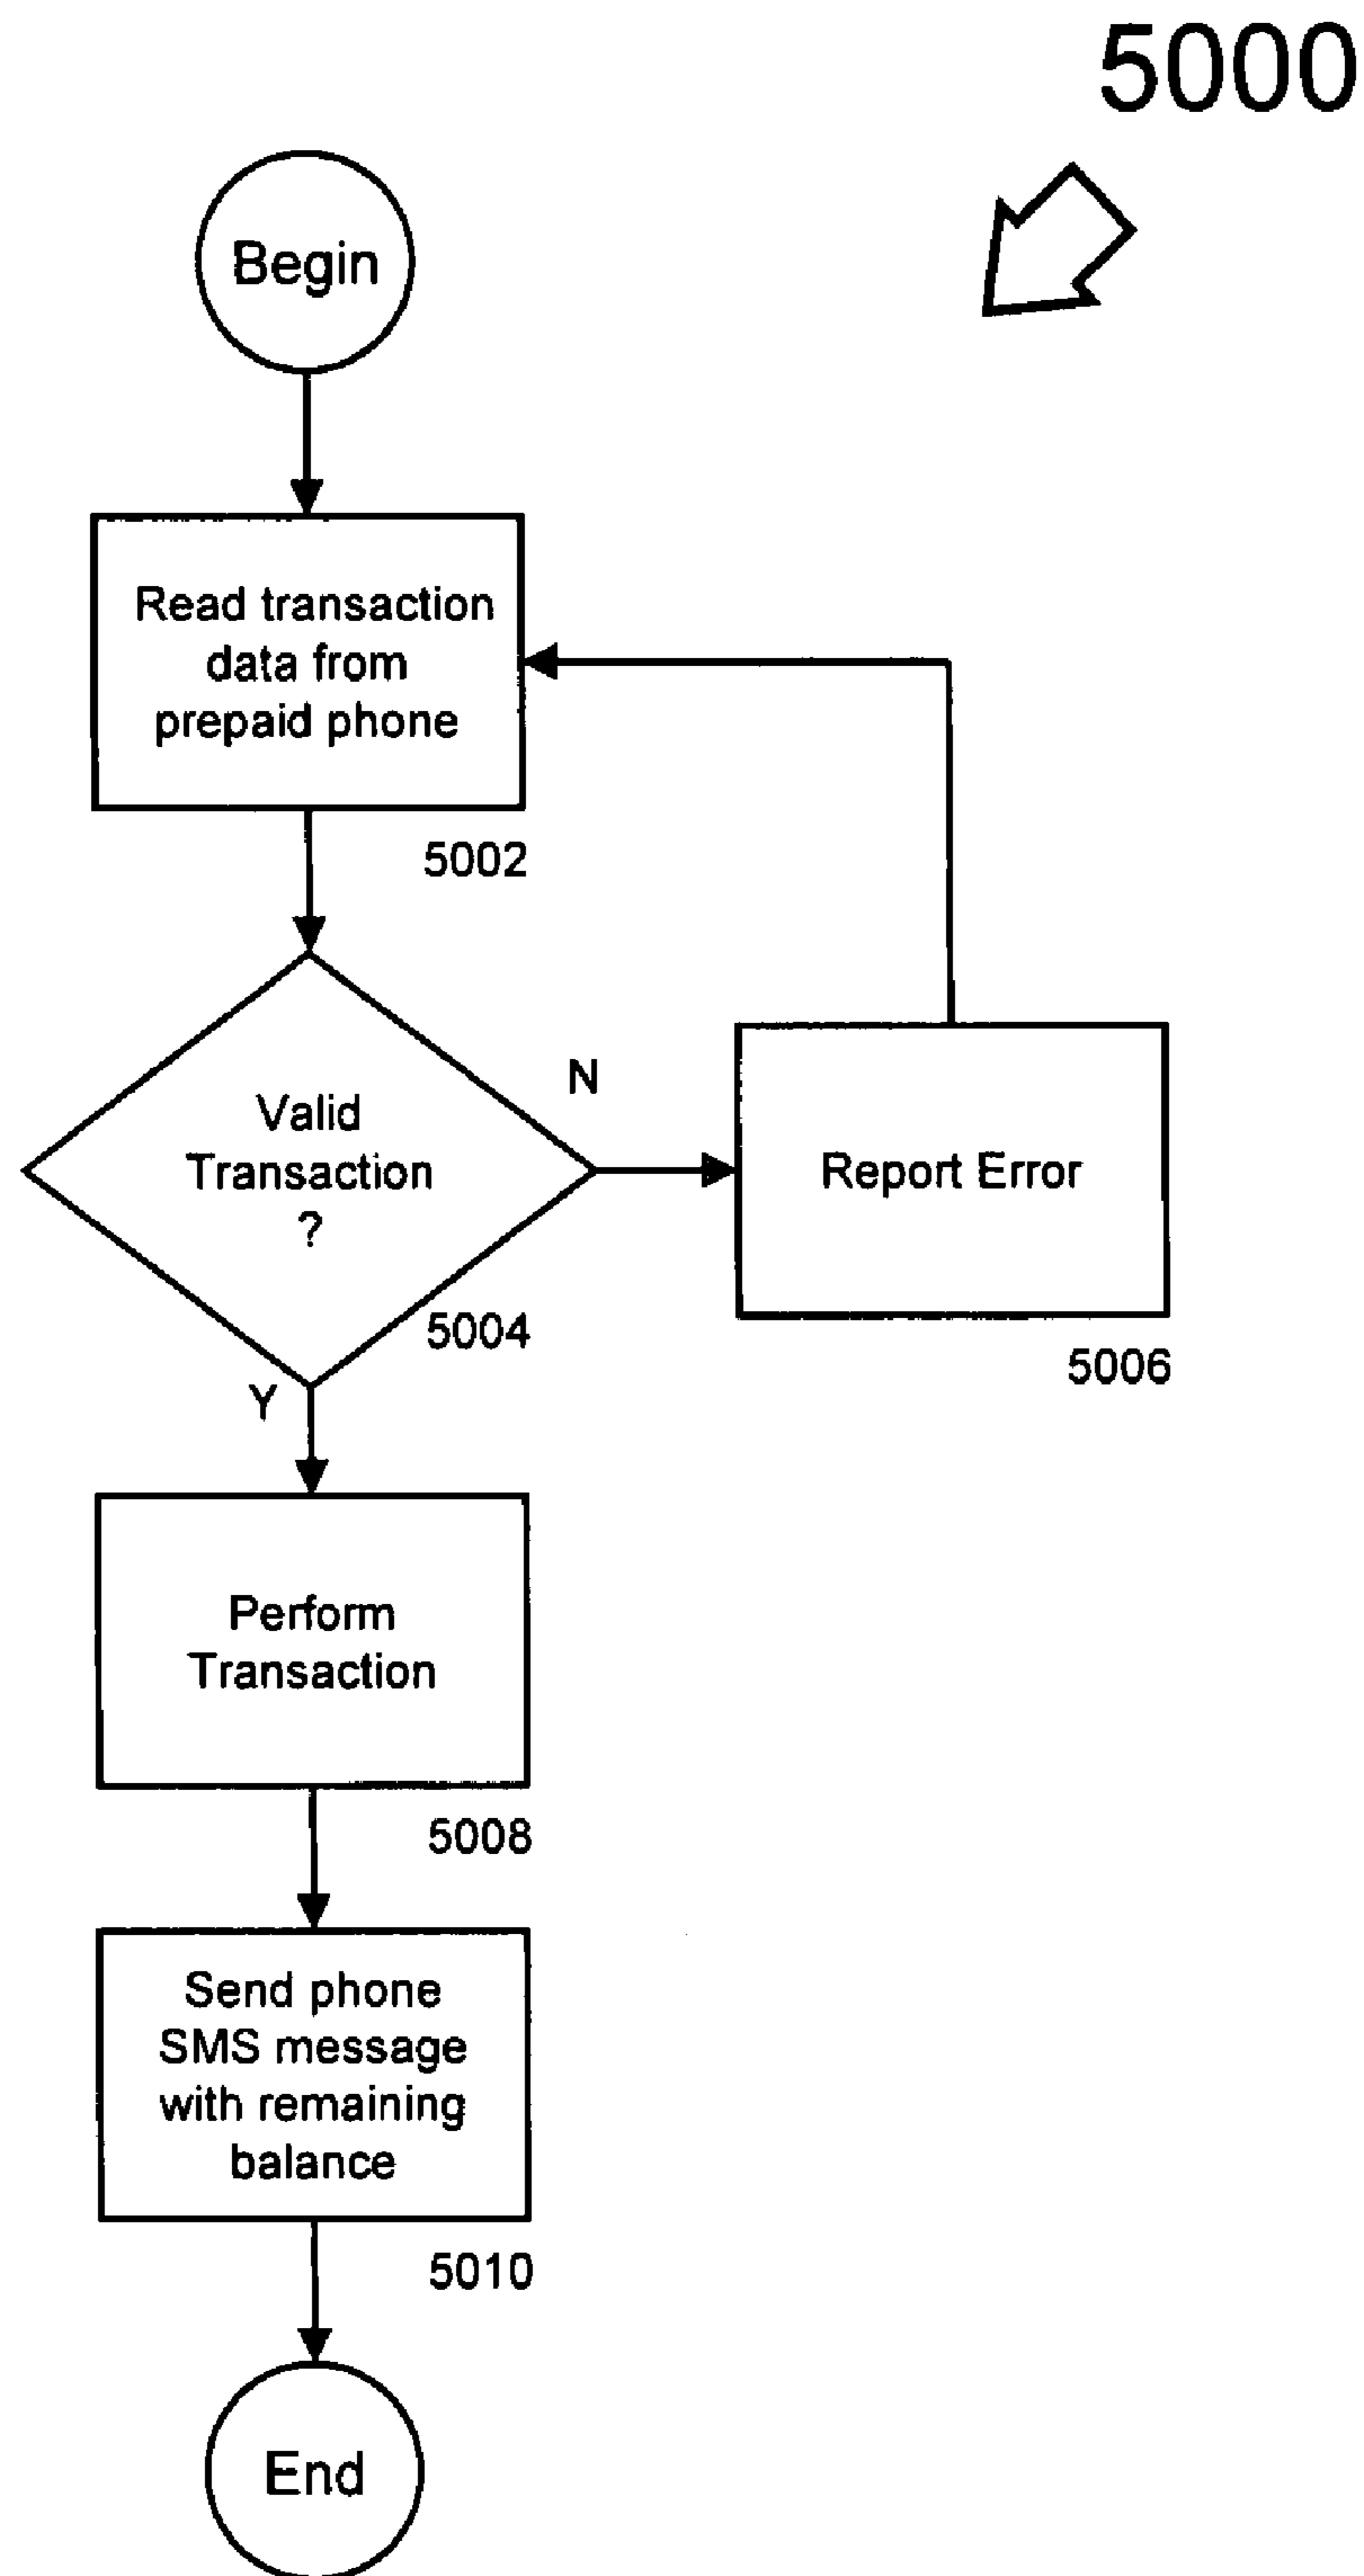 5000
Begin
Read transaction
data from
prepaid phone
5002
Valid
Transaction
?
N
5004
Y
Report Error
5006
Perform
Transaction
5008
Send phone
SMS message
with remaining
balance
5010
End